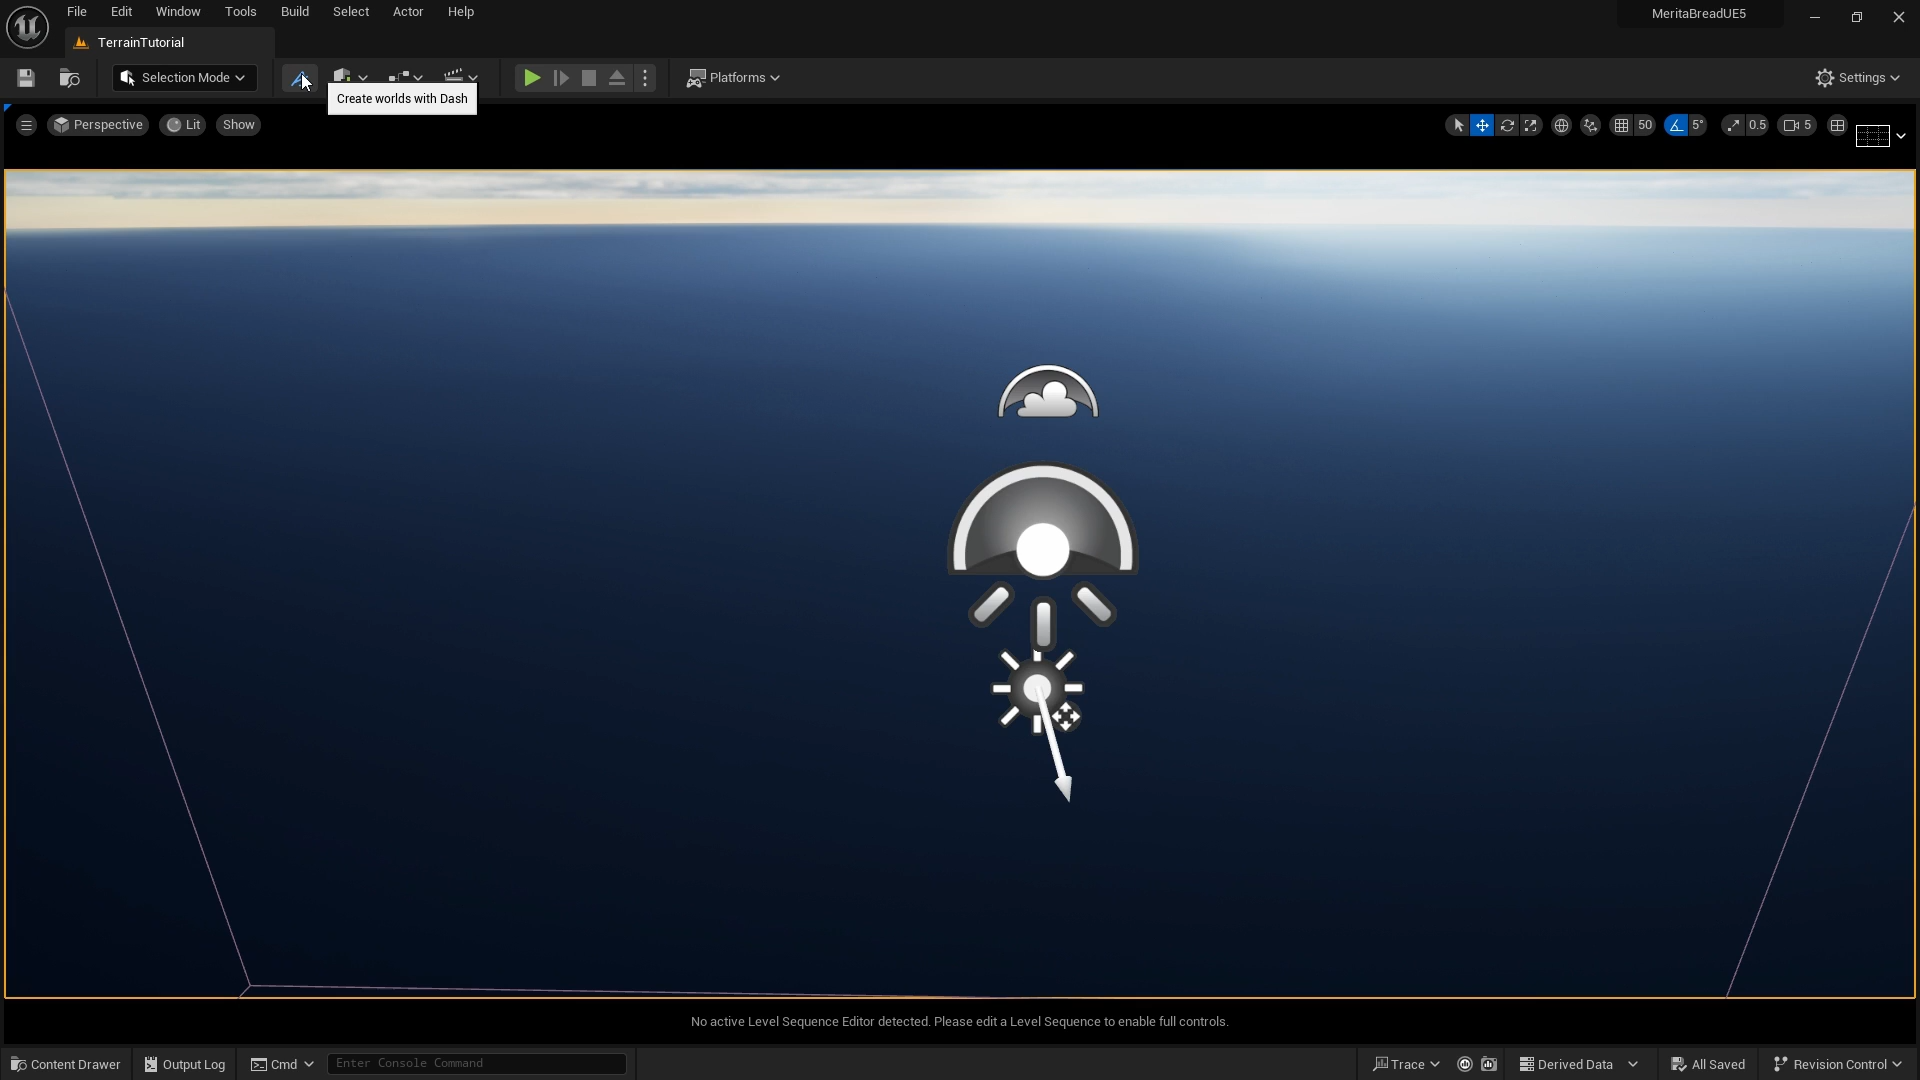 File Edit Window Tools Build Select Actor Help
MeritaBreadUE5
TerrainTutorial
Selection Mode
Platforms
Settings
Create worlds with Dash
Perspective
Lit
Show
50
5°
0.5
5
No active Level Sequence Editor detected. Please edit a Level Sequence to enable full controls.
Content Drawer
Output Log
Cmd
Enter Console Command
Trace
Derived Data
All Saved
Revision Control